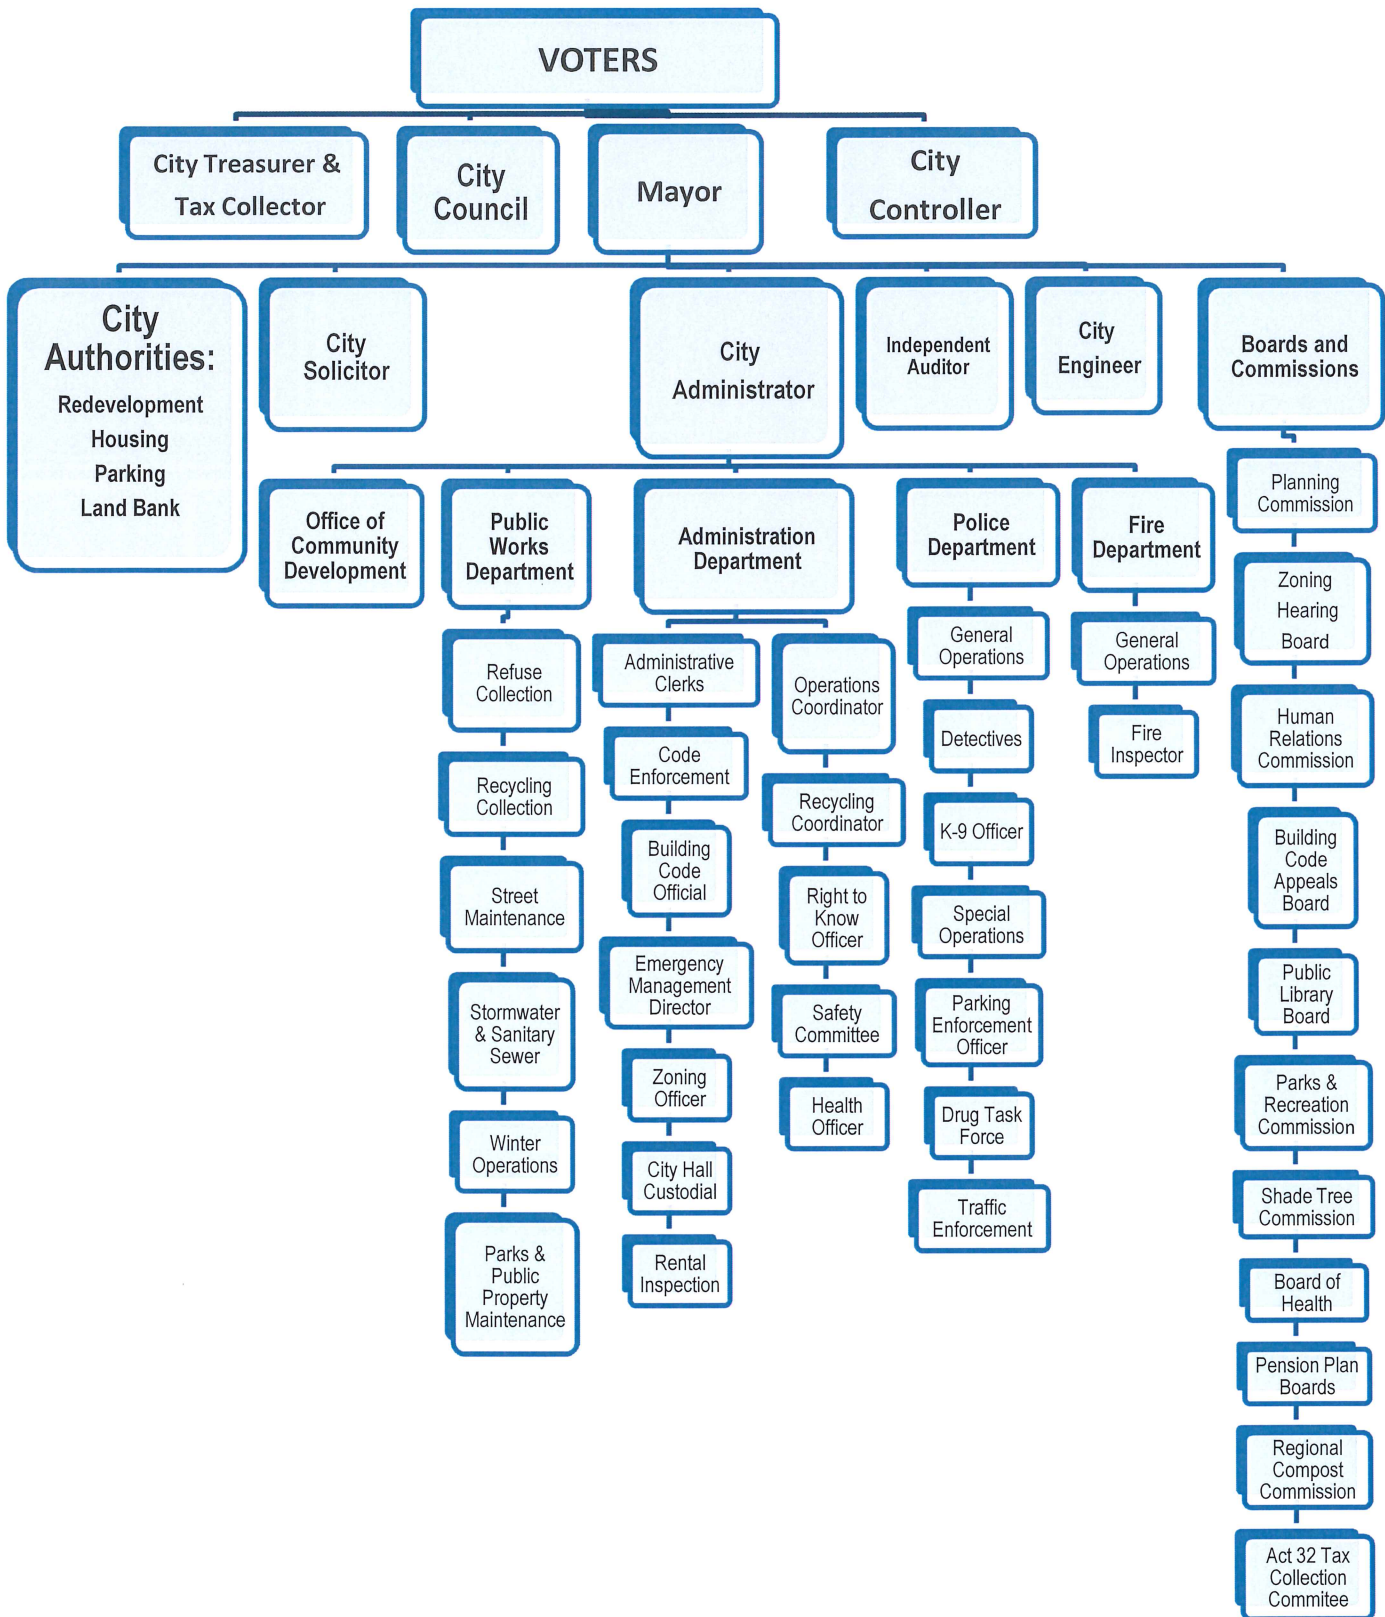 VOTERS
City Treasurer &
Tax Collector
City
Council
Mayor
City
Controller
City
Authorities:
Redevelopment
Housing
Parking
Land Bank
City
Solicitor
City
Administrator
Independent
Auditor
City
Engineer
Boards and
Commissions
Office of
Community
Development
Public
Works
Department
Administration
Department
Police
Department
Fire
Department
Refuse
Collection
Recycling
Collection
Street
Maintenance
Stormwater
& Sanitary
Sewer
Winter
Operations
Parks &
Public
Property
Maintenance
Administrative
Clerks
Code
Enforcement
Building
Code
Official
Emergency
Management
Director
Zoning
Officer
City Hall
Custodial
Rental
Inspection
Operations
Coordinator
Recycling
Coordinator
Right to
Know
Officer
Safety
Committee
Health
Officer
General
Operations
Detectives
K-9 Officer
Special
Operations
Parking
Enforcement
Officer
Drug Task
Force
Traffic
Enforcement
General
Operations
Fire
Inspector
Planning
Commission
Zoning
Hearing
Board
Human
Relations
Commission
Building
Code
Appeals
Board
Public
Library
Board
Parks &
Recreation
Commission
Shade Tree
Commission
Board of
Health
Pension Plan
Boards
Regional
Compost
Commission
Act 32 Tax
Collection
Commitee